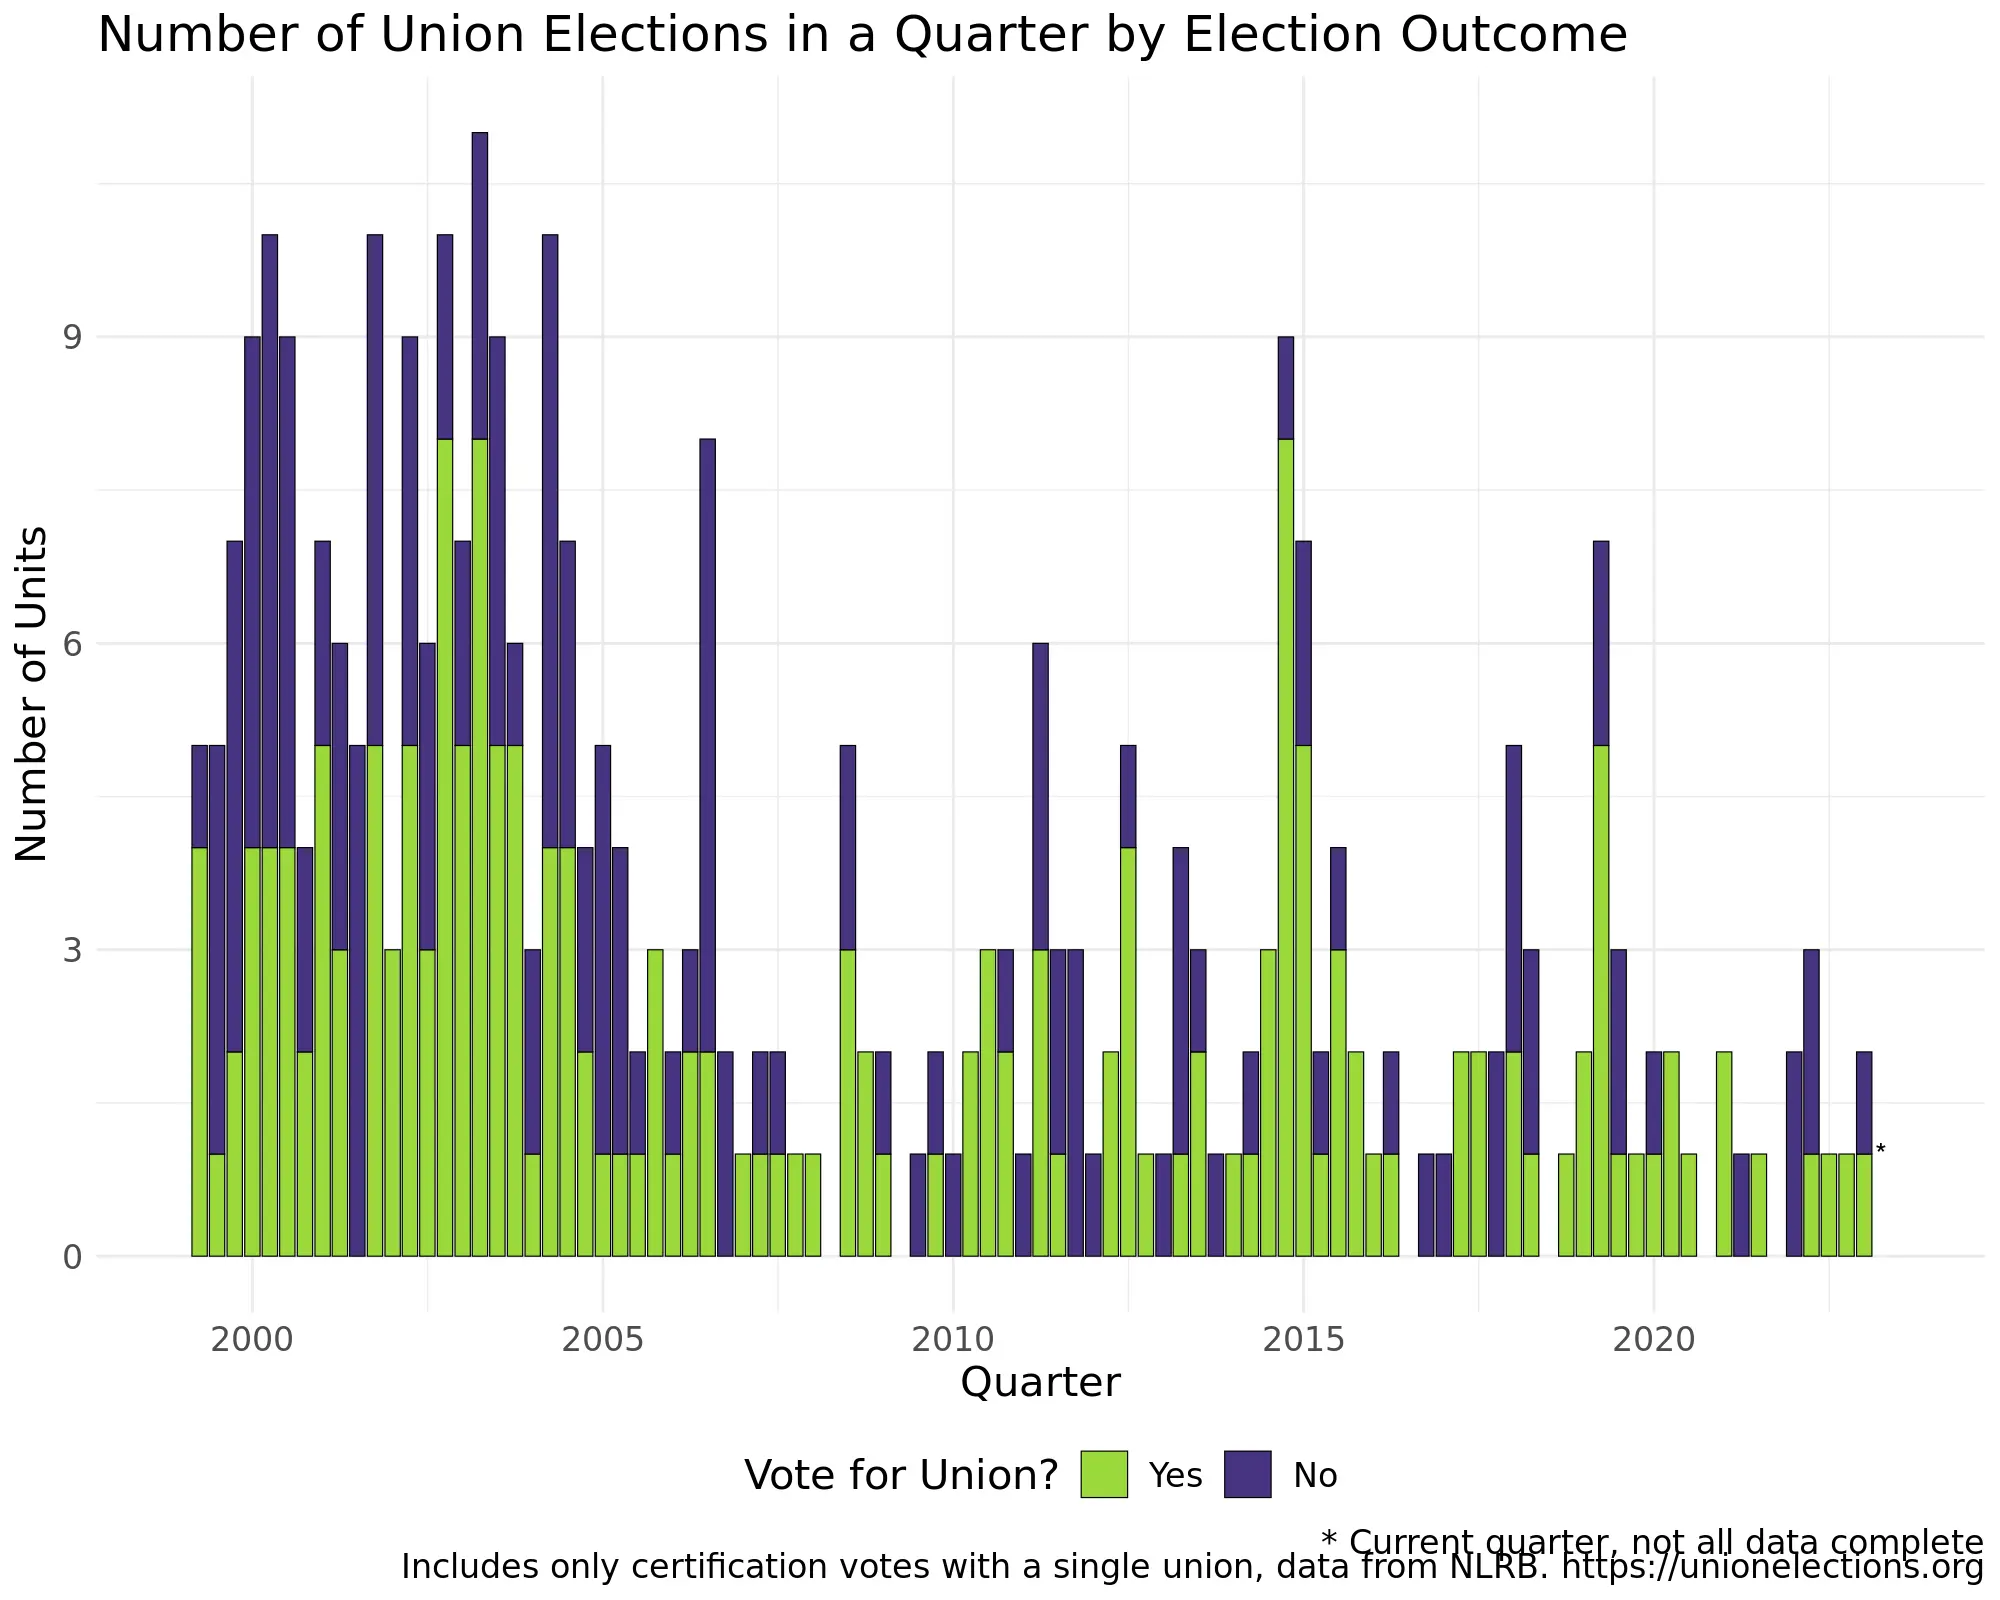 Number of Union Elections in a Quarter by Election Outcome
Number of Units
9
6
3
0
*
2000 2005 2010 2015 2020
Quarter
Vote for Union? Yes No
* Current quarter, not all data complete
Includes only certification votes with a single union, data from NLRB. https://unionelections.org